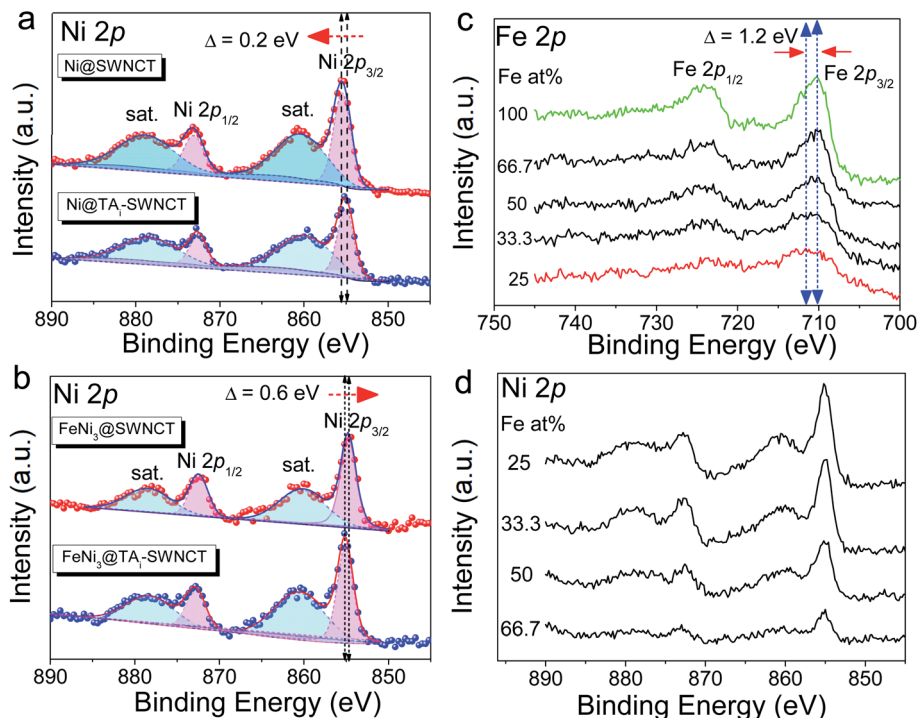 a
Ni 2p
Δ = 0.2 eV
Ni@SWNCT
Ni 2p3/2
sat.
Ni 2p1/2
sat.
Ni@TAi-SWNCT
Intensity (a.u.)
890 880 870 860 850
Binding Energy (eV)
b
Ni 2p
Δ = 0.6 eV
FeNi3@SWNCT
Ni 2p3/2
sat.
Ni 2p1/2
sat.
FeNi3@TAi-SWNCT
Intensity (a.u.)
890 880 870 860 850
Binding Energy (eV)
c
Fe 2p
Δ = 1.2 eV
Fe at%
Fe 2p1/2
Fe 2p3/2
100
66.7
50
33.3
25
Intensity (a.u.)
750 740 730 720 710 700
Binding Energy (eV)
d
Ni 2p
Fe at%
25
33.3
50
66.7
Intensity (a.u.)
890 880 870 860 850
Binding Energy (eV)